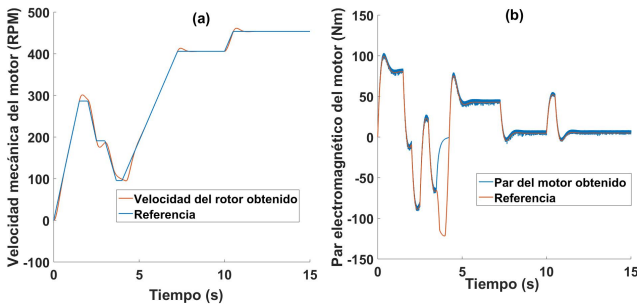 (a)
Velocidad mecánica del motor (RPM)
500
400
300
200
100
0
-100
Velocidad del rotor obtenido
Referencia
0
5
10
15
Tiempo (s)
(b)
Par electromagnético del motor (Nm)
150
100
50
0
-50
-100
-150
Par del motor obtenido
Referencia
0
5
10
15
Tiempo (s)